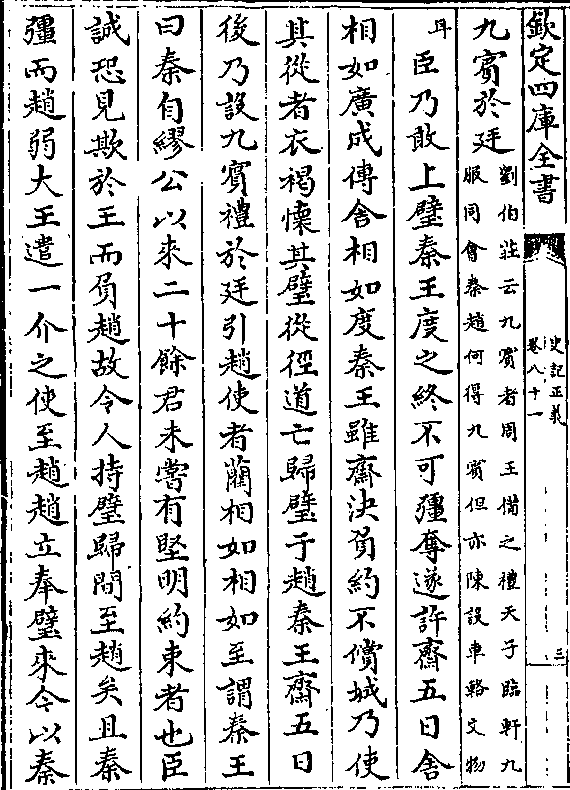 欽定四庫全書
史記正義
卷八十一
三
九賓於廷劉伯莊云九賓者周王備之禮天子臨軒九
服同會秦趙何得九賓但亦陳設車輅文物
耳臣乃敢上璧秦王度之終不可彊奪遂許齋五日舍
相如廣成傳舍相如度秦王雖齋決負約不償城乃使
其從者衣褐懷其璧從徑道亡歸璧于趙秦王齋五日
後乃設九賓禮於廷引趙使者藺相如相如至謂秦王
曰秦自繆公以來二十餘君未嘗有堅明約束者也臣
誠恐見欺於王而負趙故令人持璧歸間至趙矣且秦
彊而趙弱大王遣一介之使至趙趙立奉璧來今以秦